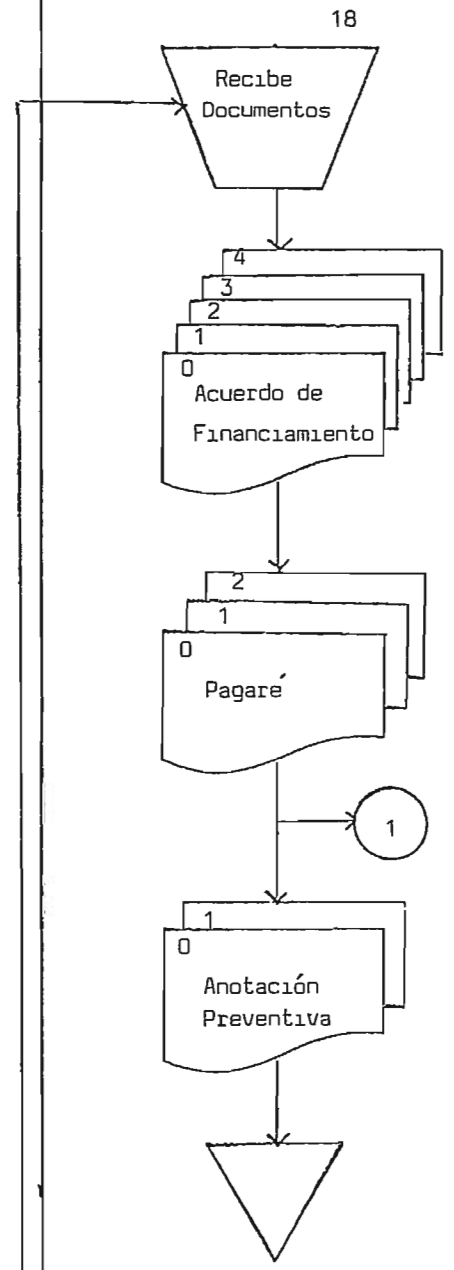 18
Recibe
Documentos
4
3
2
1
0
Acuerdo de
Financiamiento
2
1
0
Pagaré
1
1
0
Anotación
Preventiva